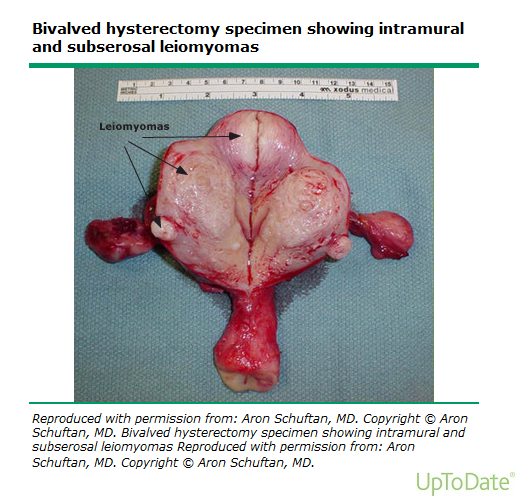 Bivalved hysterectomy specimen showing intramural
and subserosal leiomyomas
1 2 3 4 5 6 7 8 9 10 11 12 13 14 15
METRIC
INCHES
xodus medical
1 2 3 4 5
Leiomyomas
Reproduced with permission from: Aron Schuftan, MD. Copyright © Aron
Schuftan, MD. Bivalved hysterectomy specimen showing intramural and
subserosal leiomyomas Reproduced with permission from: Aron
Schuftan, MD. Copyright © Aron Schuftan, MD.
UpToDate®